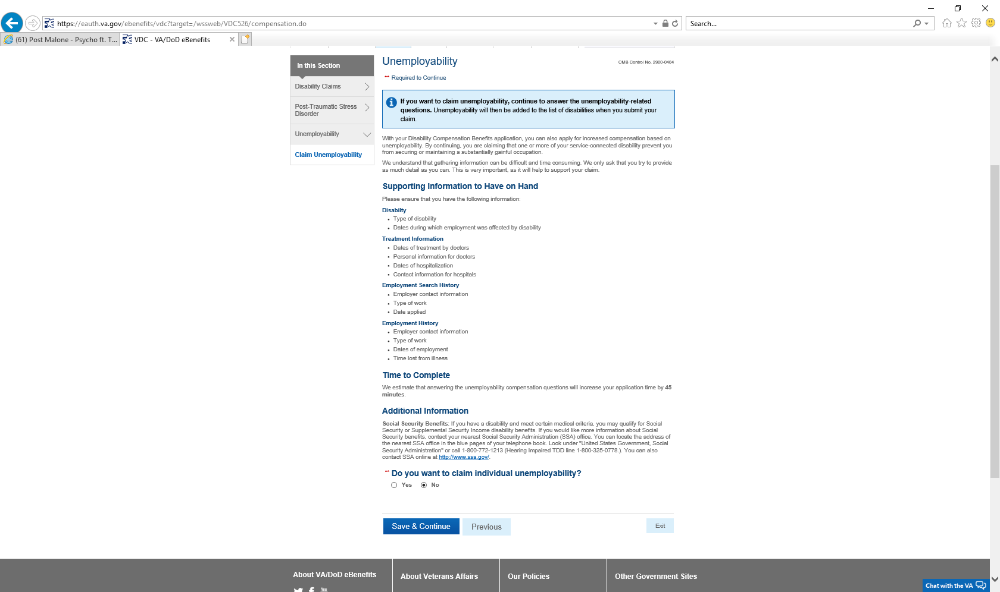 https://eauth.va.gov/ebenefits/vdc?target=/wssweb/VDC526/compensation.do
Search...
(61) Post Malone - Psycho ft. T...
VDC - VA/DoD eBenefits
In this Section
Disability Claims
Post-Traumatic Stress
Disorder
Unemployability
Claim Unemployability
Unemployability
OMB Control No. 2900-0404
** Required to Continue
If you want to claim unemployability, continue to answer the unemployability-related
questions. Unemployability will then be added to the list of disabilities when you submit your
claim.
With your Disability Compensation Benefits application, you can also apply for increased compensation based on
unemployability. By continuing, you are claiming that one or more of your service-connected disability prevent you
from securing or maintaining a substantially gainful occupation.
We understand that gathering information can be difficult and time consuming. We only ask that you try to provide
as much detail as you can. This is very important, as it will help to support your claim.
Supporting Information to Have on Hand
Please ensure that you have the following information:
Disabilty
• Type of disability
• Dates during which employment was affected by disability
Treatment Information
• Dates of treatment by doctors
• Personal information for doctors
• Dates of hospitalization
• Contact information for hospitals
Employment Search History
• Employer contact information
• Type of work
• Date applied
Employment History
• Employer contact information
• Type of work
• Dates of employment
• Time lost from illness
Time to Complete
We estimate that answering the unemployability compensation questions will increase your application time by 45
minutes.
Additional Information
Social Security Benefits: If you have a disability and meet certain medical criteria, you may qualify for Social
Security or Supplemental Security Income disability benefits. If you would like more information about Social
Security benefits, contact your nearest Social Security Administration (SSA) office. You can locate the address of
the nearest SSA office in the blue pages of your telephone book. Look under "United States Government, Social
Security Administration" or call 1-800-772-1213 (Hearing Impaired TDD line 1-800-325-0778.). You can also
contact SSA online at http://www.ssa.gov/.
** Do you want to claim individual unemployability?
Yes No
Save & Continue
Previous
Exit
About VA/DoD eBenefits
About Veterans Affairs
Our Policies
Other Government Sites
You
Chat with the VA